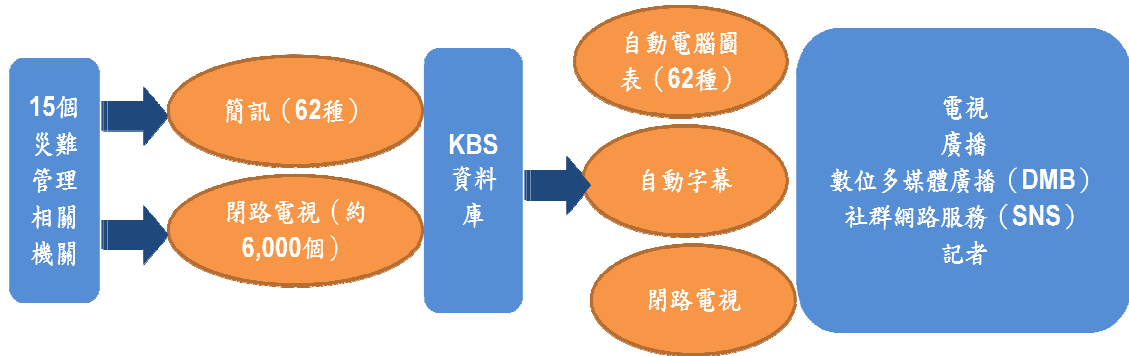 15個
災難
管理
相關
機關
簡訊（62種）
閉路電視（約
6,000個）
KBS
資料
庫
自動電腦圖
表（62種）
自動字幕
閉路電視
電視
廣播
數位多媒體廣播（DMB）
社群網路服務（SNS）
記者